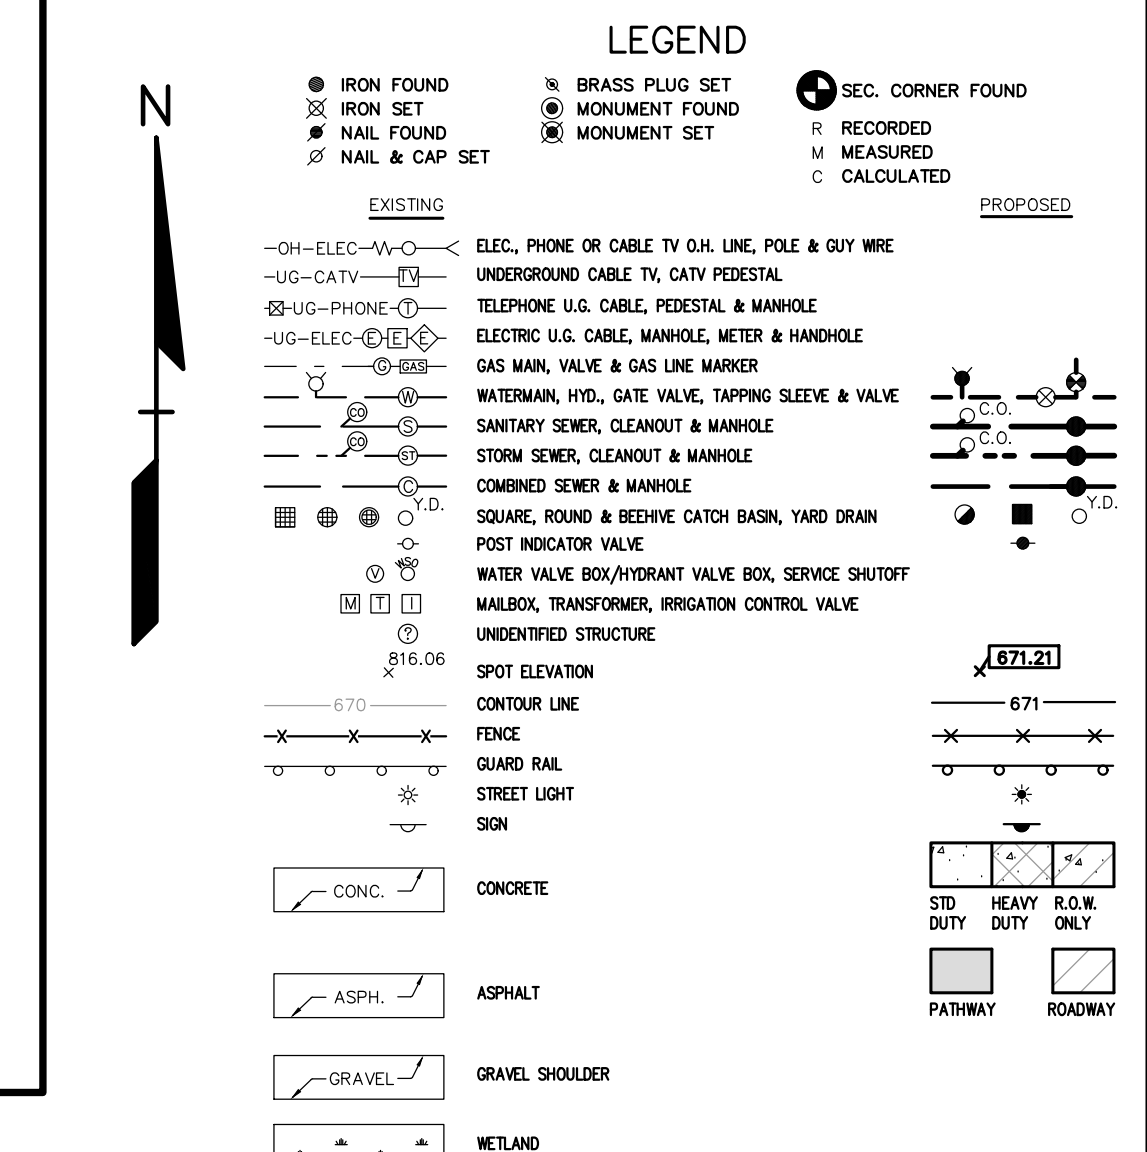 LEGEND
N
IRON FOUND
IRON SET
NAIL FOUND
NAIL & CAP SET
BRASS PLUG SET
MONUMENT FOUND
MONUMENT SET
SEC. CORNER FOUND
R RECORDED
M MEASURED
C CALCULATED
EXISTING
PROPOSED
OH-ELEC ELEC., PHONE OR CABLE TV O.H. LINE, POLE & GUY WIRE
UG-CATV TV UNDERGROUND CABLE TV, CATV PEDESTAL
UG-PHONE T TELEPHONE U.G. CABLE, PEDESTAL & MANHOLE
UG-ELEC E E E ELECTRIC U.G. CABLE, MANHOLE, METER & HANDHOLE
G GAS GAS MAIN, VALVE & GAS LINE MARKER
W WATERMAIN, HYD., GATE VALVE, TAPPING SLEEVE & VALVE
CO S SANITARY SEWER, CLEANOUT & MANHOLE C.O.
CO ST STORM SEWER, CLEANOUT & MANHOLE C.O.
C COMBINED SEWER & MANHOLE
Y.D. SQUARE, ROUND & BEEHIVE CATCH BASIN, YARD DRAIN Y.D.
POST INDICATOR VALVE
V WSO WATER VALVE BOX/HYDRANT VALVE BOX, SERVICE SHUTOFF
M T I MAILBOX, TRANSFORMER, IRRIGATION CONTROL VALVE
? UNIDENTIFIED STRUCTURE
816.06 SPOT ELEVATION 671.21
670 CONTOUR LINE 671
FENCE
GUARD RAIL
STREET LIGHT
SIGN
CONC. CONCRETE
STD DUTY
HEAVY DUTY
R.O.W. ONLY
ASPH. ASPHALT
PATHWAY ROADWAY
GRAVEL GRAVEL SHOULDER
WETLAND